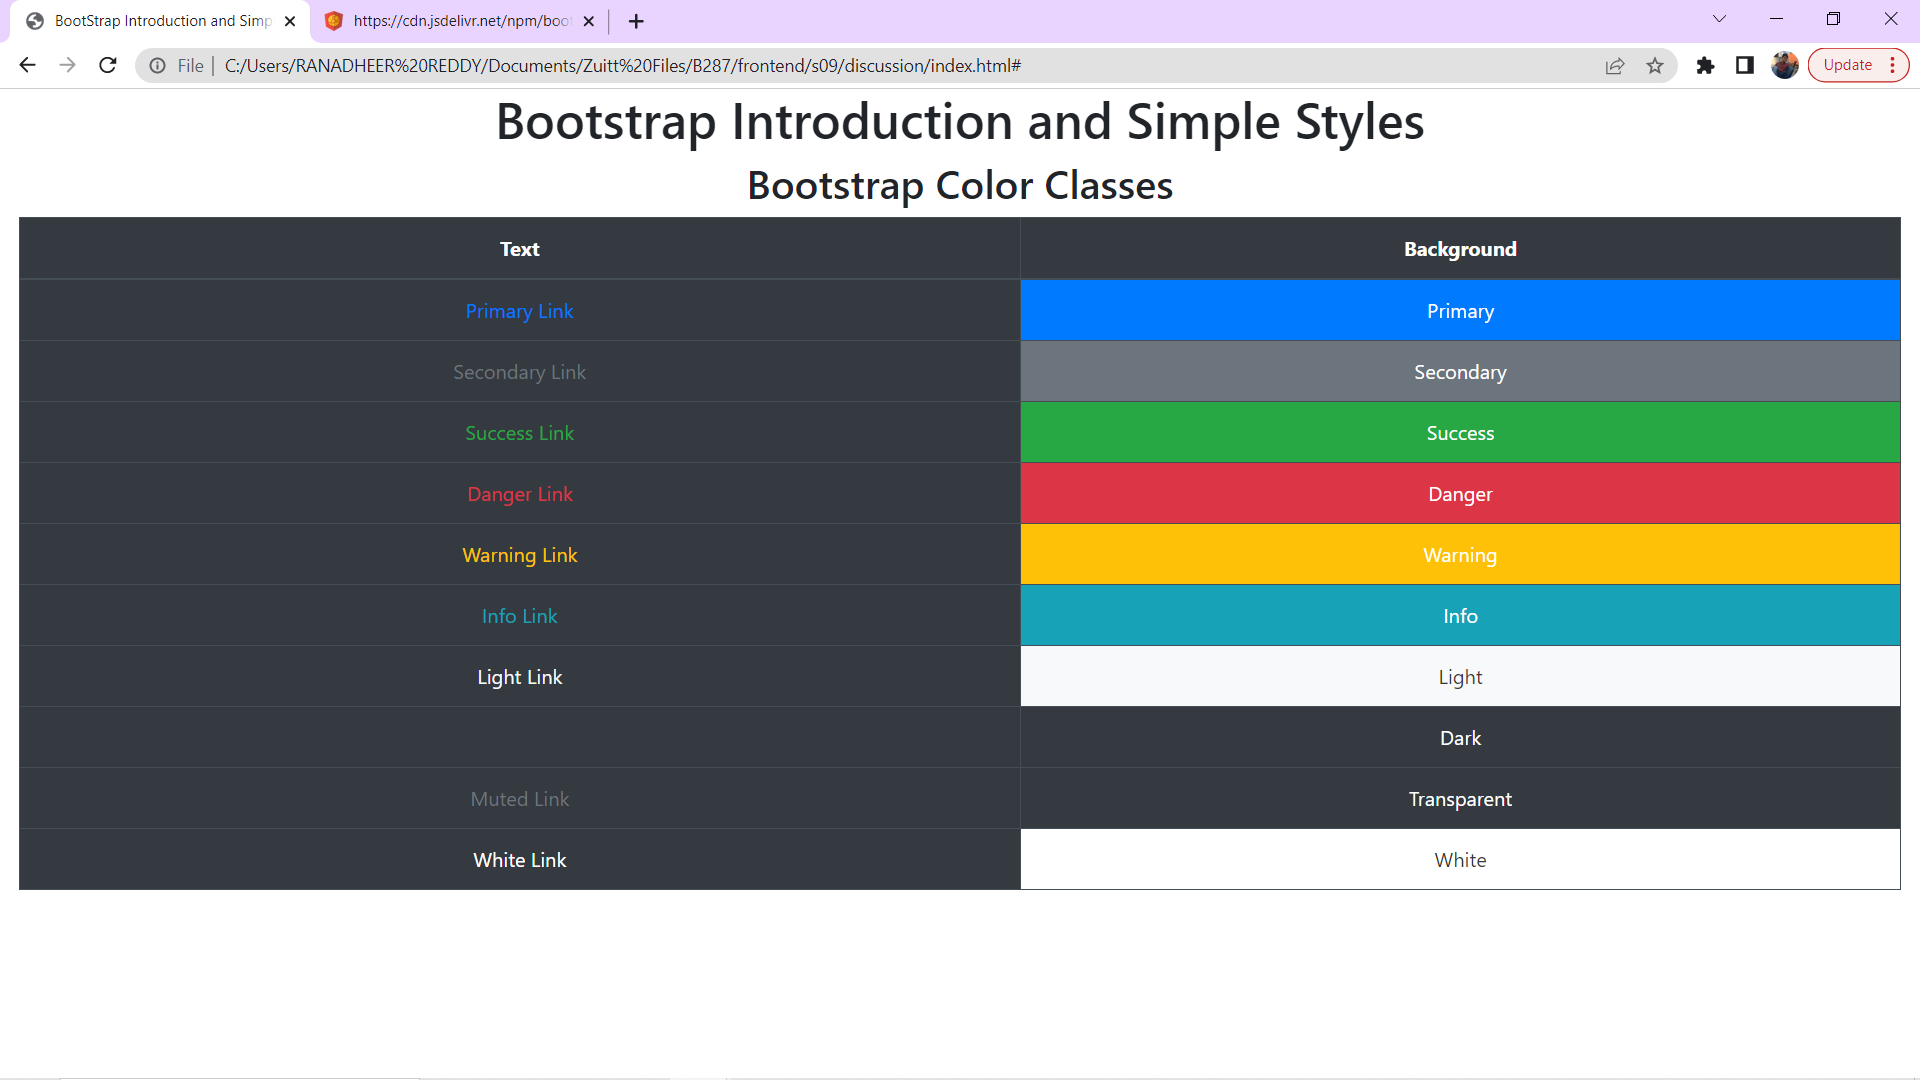 BootStrap Introduction and Simp
https://cdn.jsdelivr.net/npm/boot
File
C:/Users/RANADHEER%20REDDY/Documents/Zuitt%20Files/B287/frontend/s09/discussion/index.html#
Update
Bootstrap Introduction and Simple Styles
Bootstrap Color Classes
Text Background
Primary Link Primary
Secondary Link Secondary
Success Link Success
Danger Link Danger
Warning Link Warning
Info Link Info
Light Link Light
Dark
Muted Link Transparent
White Link White